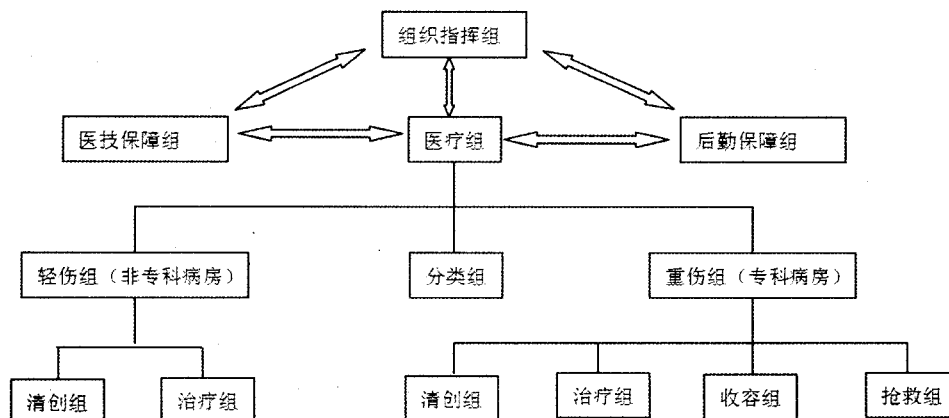 组织指挥组
医技保障组
医疗组
后勤保障组
轻伤组（非专科病房）
分类组
重伤组（专科病房）
清创组
治疗组
清创组
治疗组
收容组
抢救组